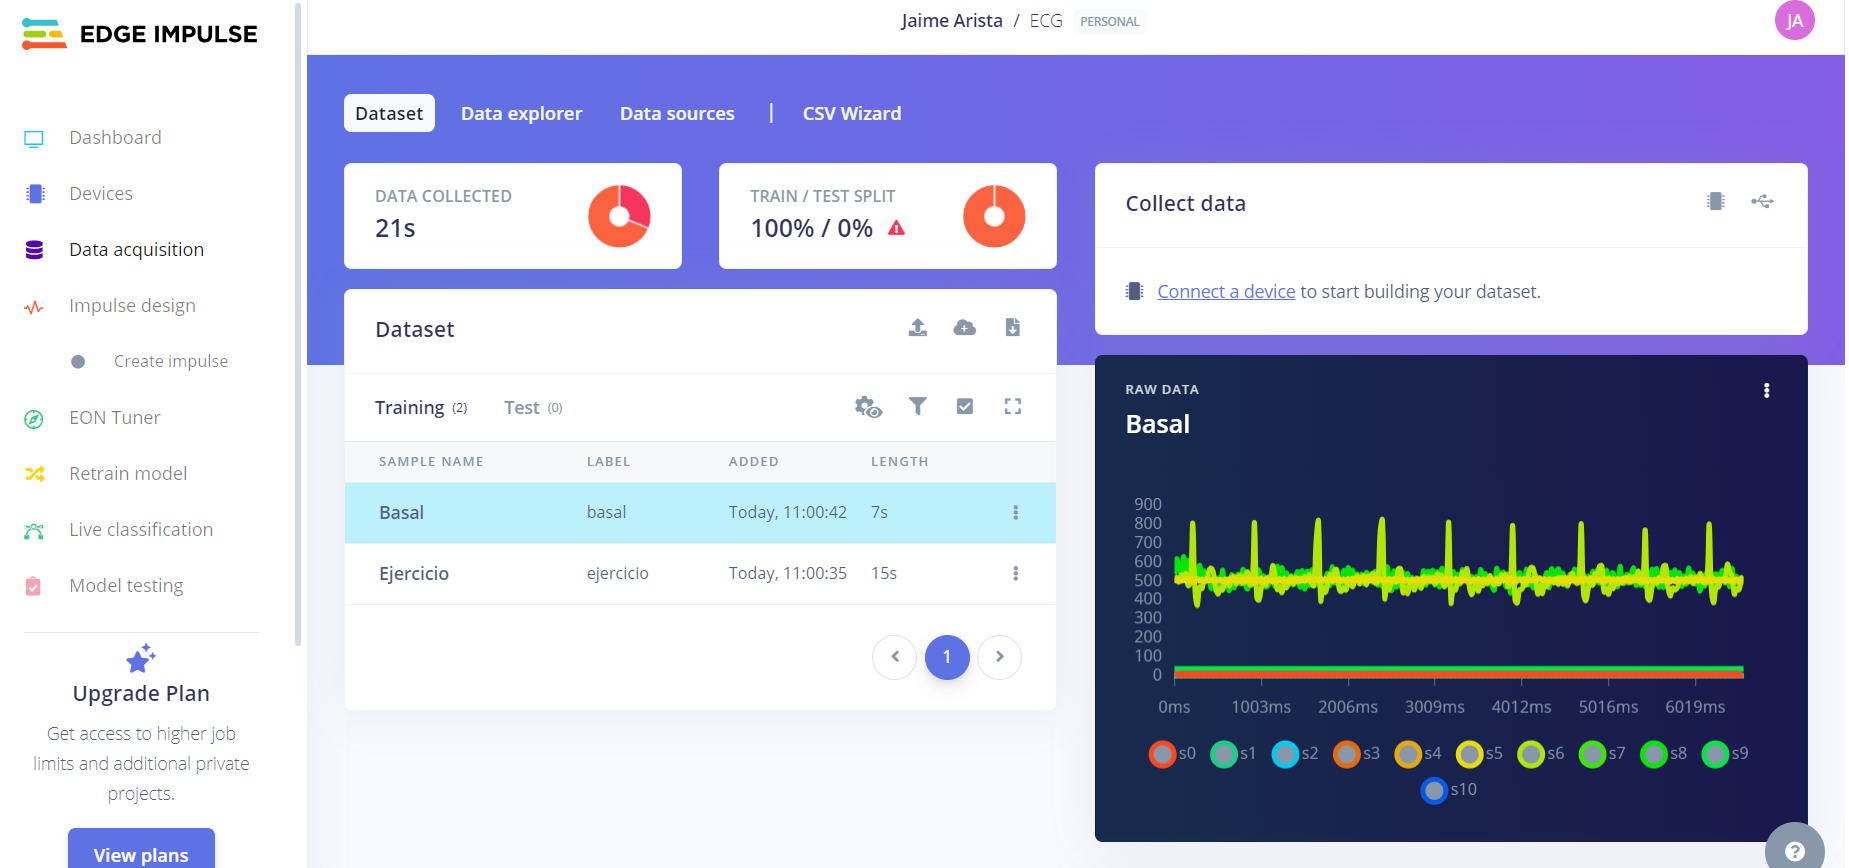 EDGE IMPULSE
Jaime Arista / ECG PERSONAL
JA
Dashboard
Devices
Data acquisition
Impulse design
Create impulse
EON Tuner
Retrain model
Live classification
Model testing
Upgrade Plan
Get access to higher job
limits and additional private
projects.
View plans
Dataset Data explorer Data sources | CSV Wizard
DATA COLLECTED
21s
TRAIN / TEST SPLIT
100% / 0%
Collect data
Connect a device to start building your dataset.
Dataset
Training (2) Test (0)
SAMPLE NAME LABEL ADDED LENGTH
Basal basal Today, 11:00:42 7s
Ejercicio ejercicio Today, 11:00:35 15s
1
RAW DATA
Basal
900
800
700
600
500
400
300
200
100
0
0ms 1003ms 2006ms 3009ms 4012ms 5016ms 6019ms
s0 s1 s2 s3 s4 s5 s6 s7 s8 s9
s10
?